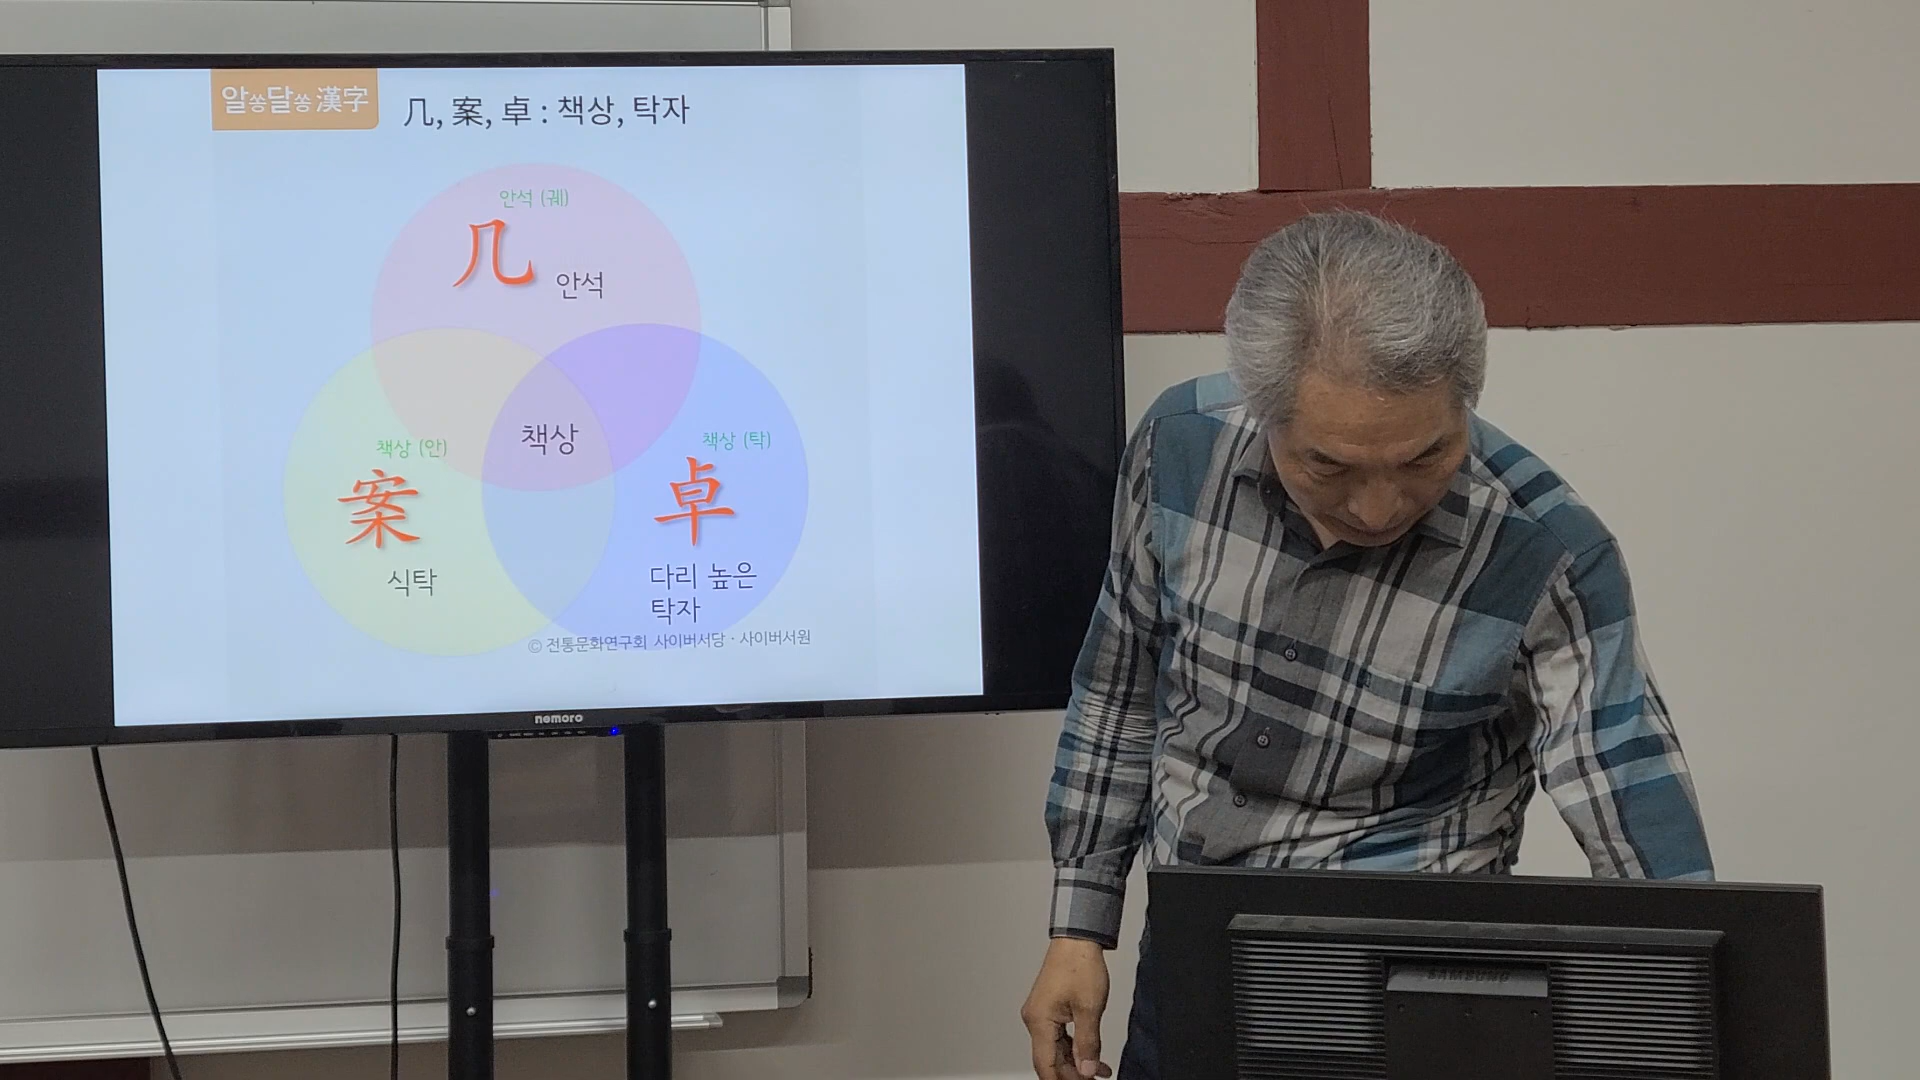 알쏭달쏭 漢字
几, 案, 卓 : 책상, 탁자
안석 (궤)
几
안석
책상
책상 (안)
案
식탁
책상 (탁)
卓
다리 높은
탁자
© 전통문화연구회 사이버서당 · 사이버서원
nemoro
SAMSUNG